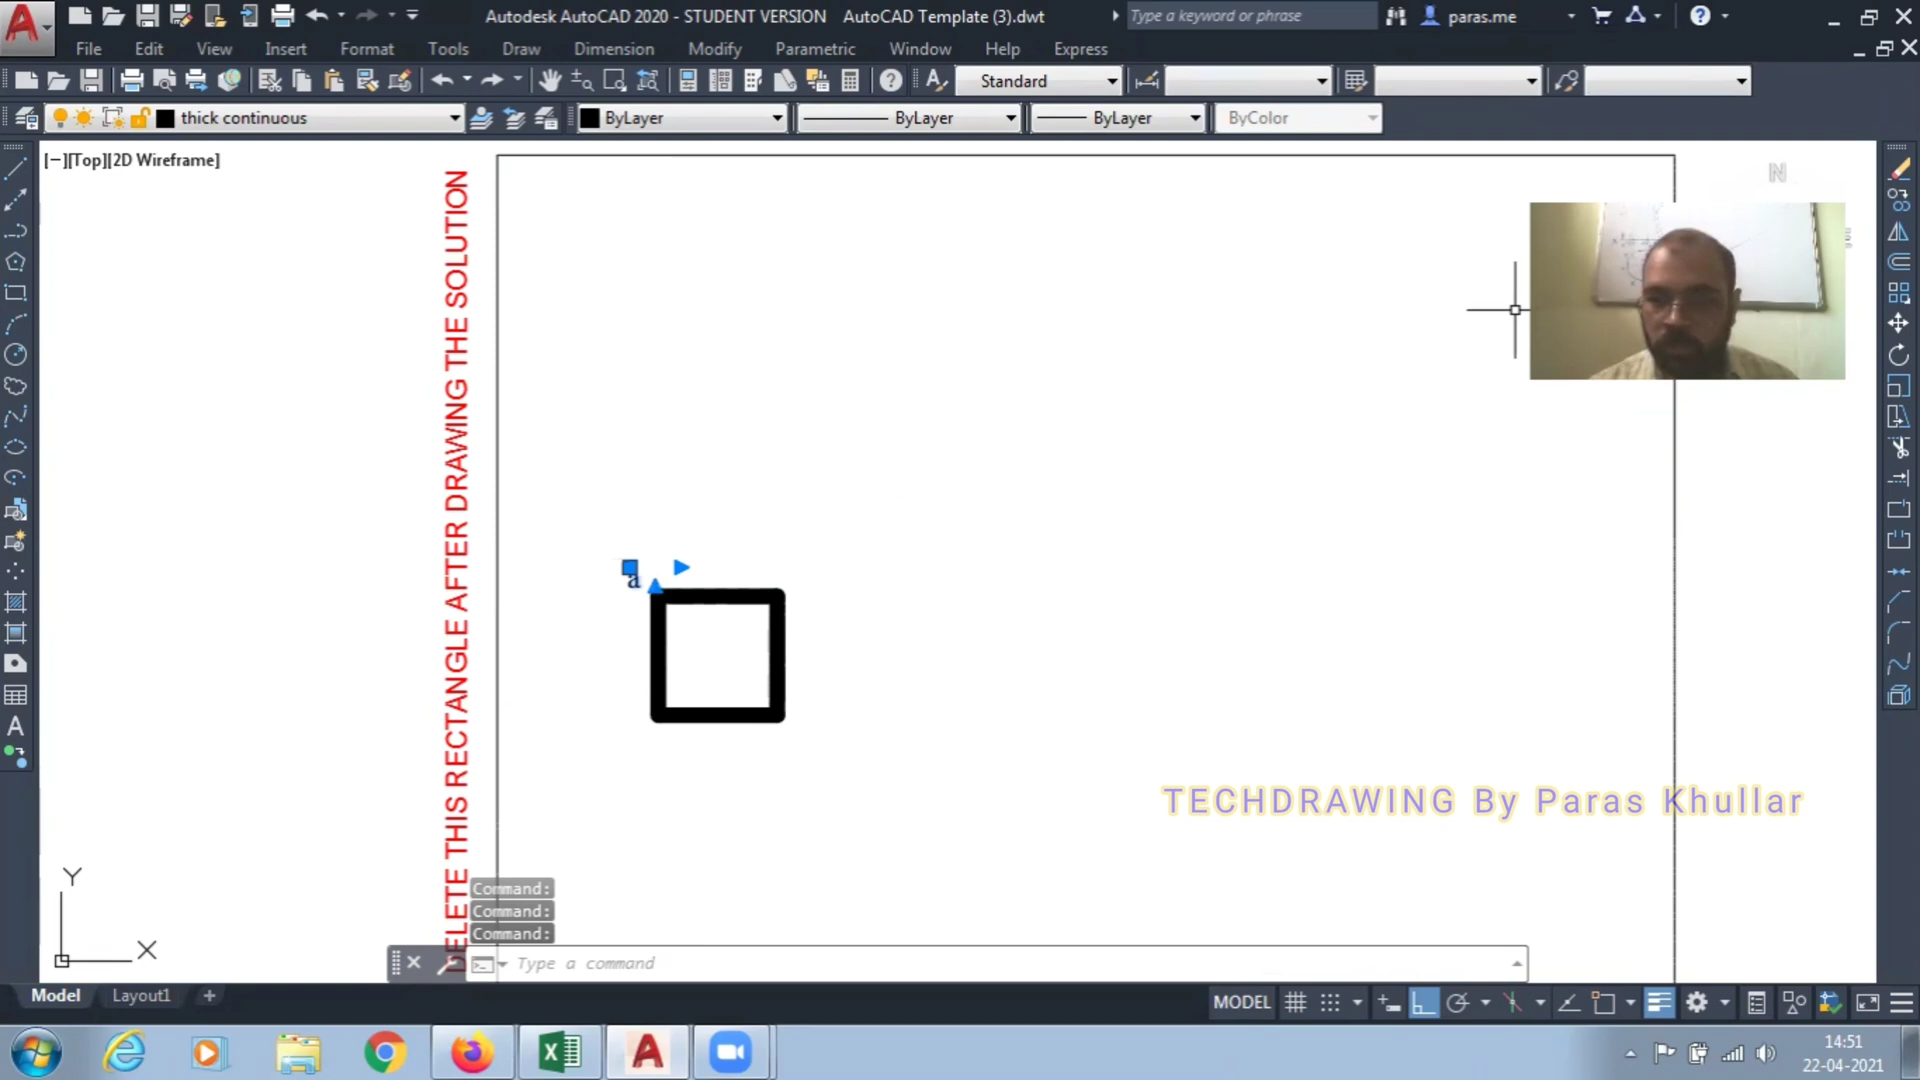 Autodesk AutoCAD 2020 - STUDENT VERSION AutoCAD Template (3).dwt
Type a keyword or phrase
paras.me
File Edit View Insert Format Tools Draw Dimension Modify Parametric Window Help Express
Standard
thick continuous
ByLayer
ByLayer
ByLayer
ByColor
[−][Top][2D Wireframe]
N
DELETE THIS RECTANGLE AFTER DRAWING THE SOLUTION
a
TECHDRAWING By Paras Khullar
Y
X
Command:
Command:
Command:
Type a command
Model Layout1 +
MODEL
14:51
22-04-2021